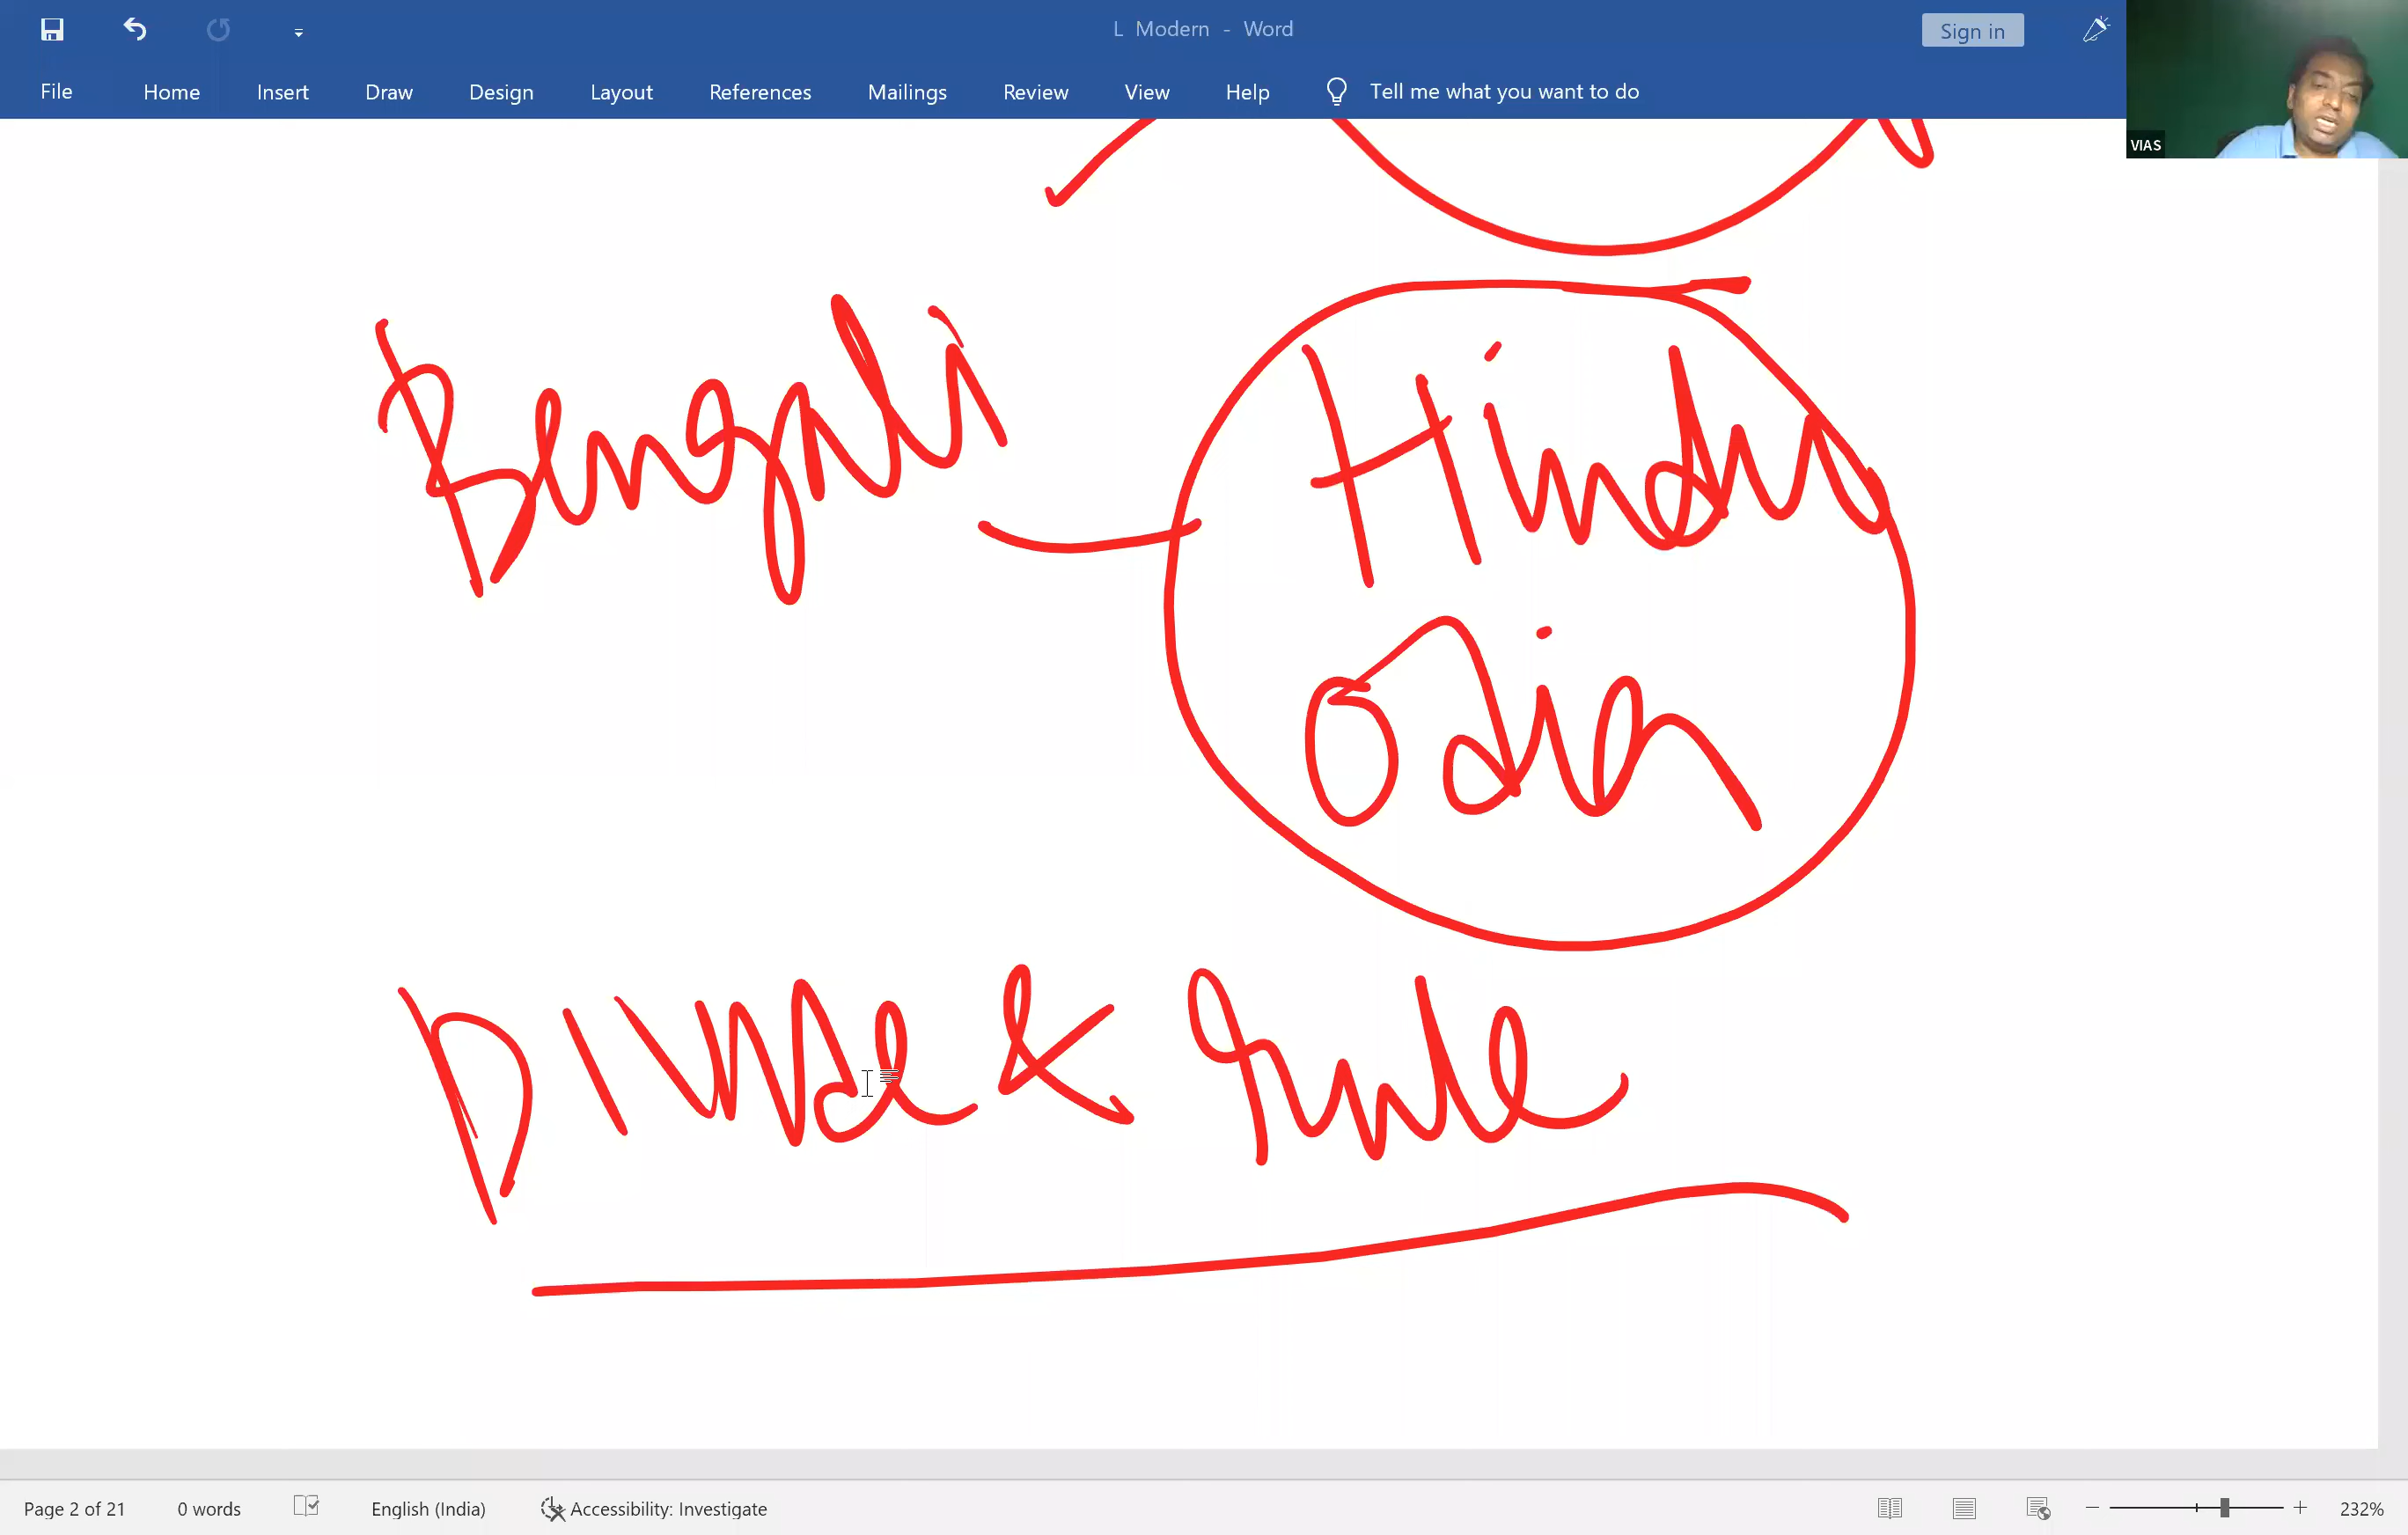 L Modern - Word
Sign in
File Home Insert Draw Design Layout References Mailings Review View Help Tell me what you want to do
VIAS
Bengali
Hindu
Odia
Divide & Rule
Page 2 of 21 0 words English (India) Accessibility: Investigate 232%